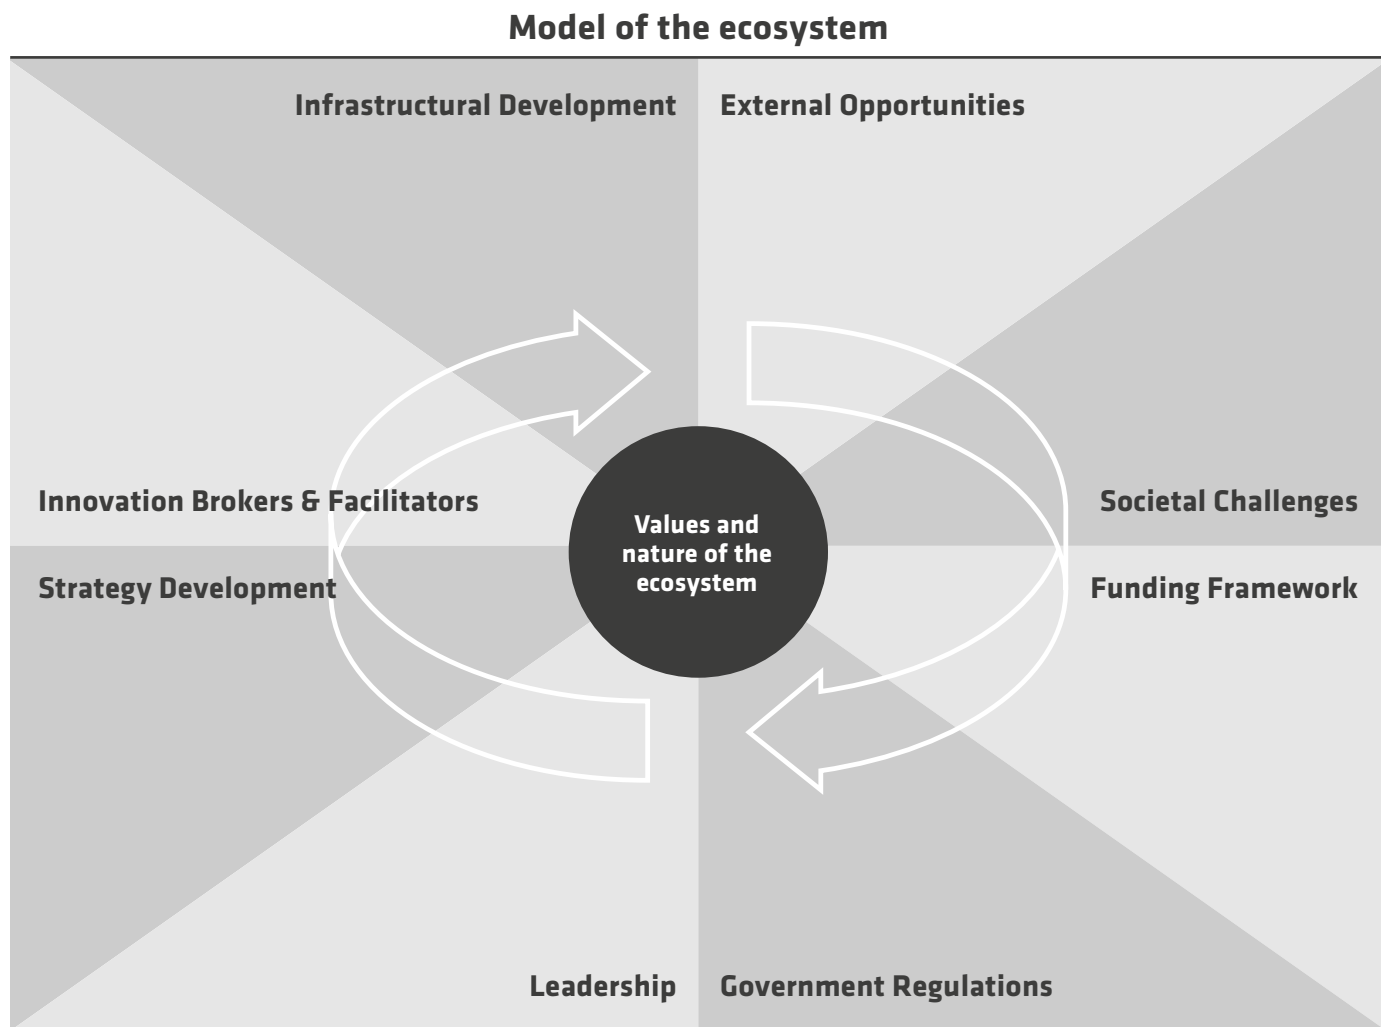 Model of the ecosystem
Infrastructural Development
External Opportunities
Innovation Brokers & Facilitators
Societal Challenges
Values and
nature of the
ecosystem
Strategy Development
Funding Framework
Leadership
Government Regulations